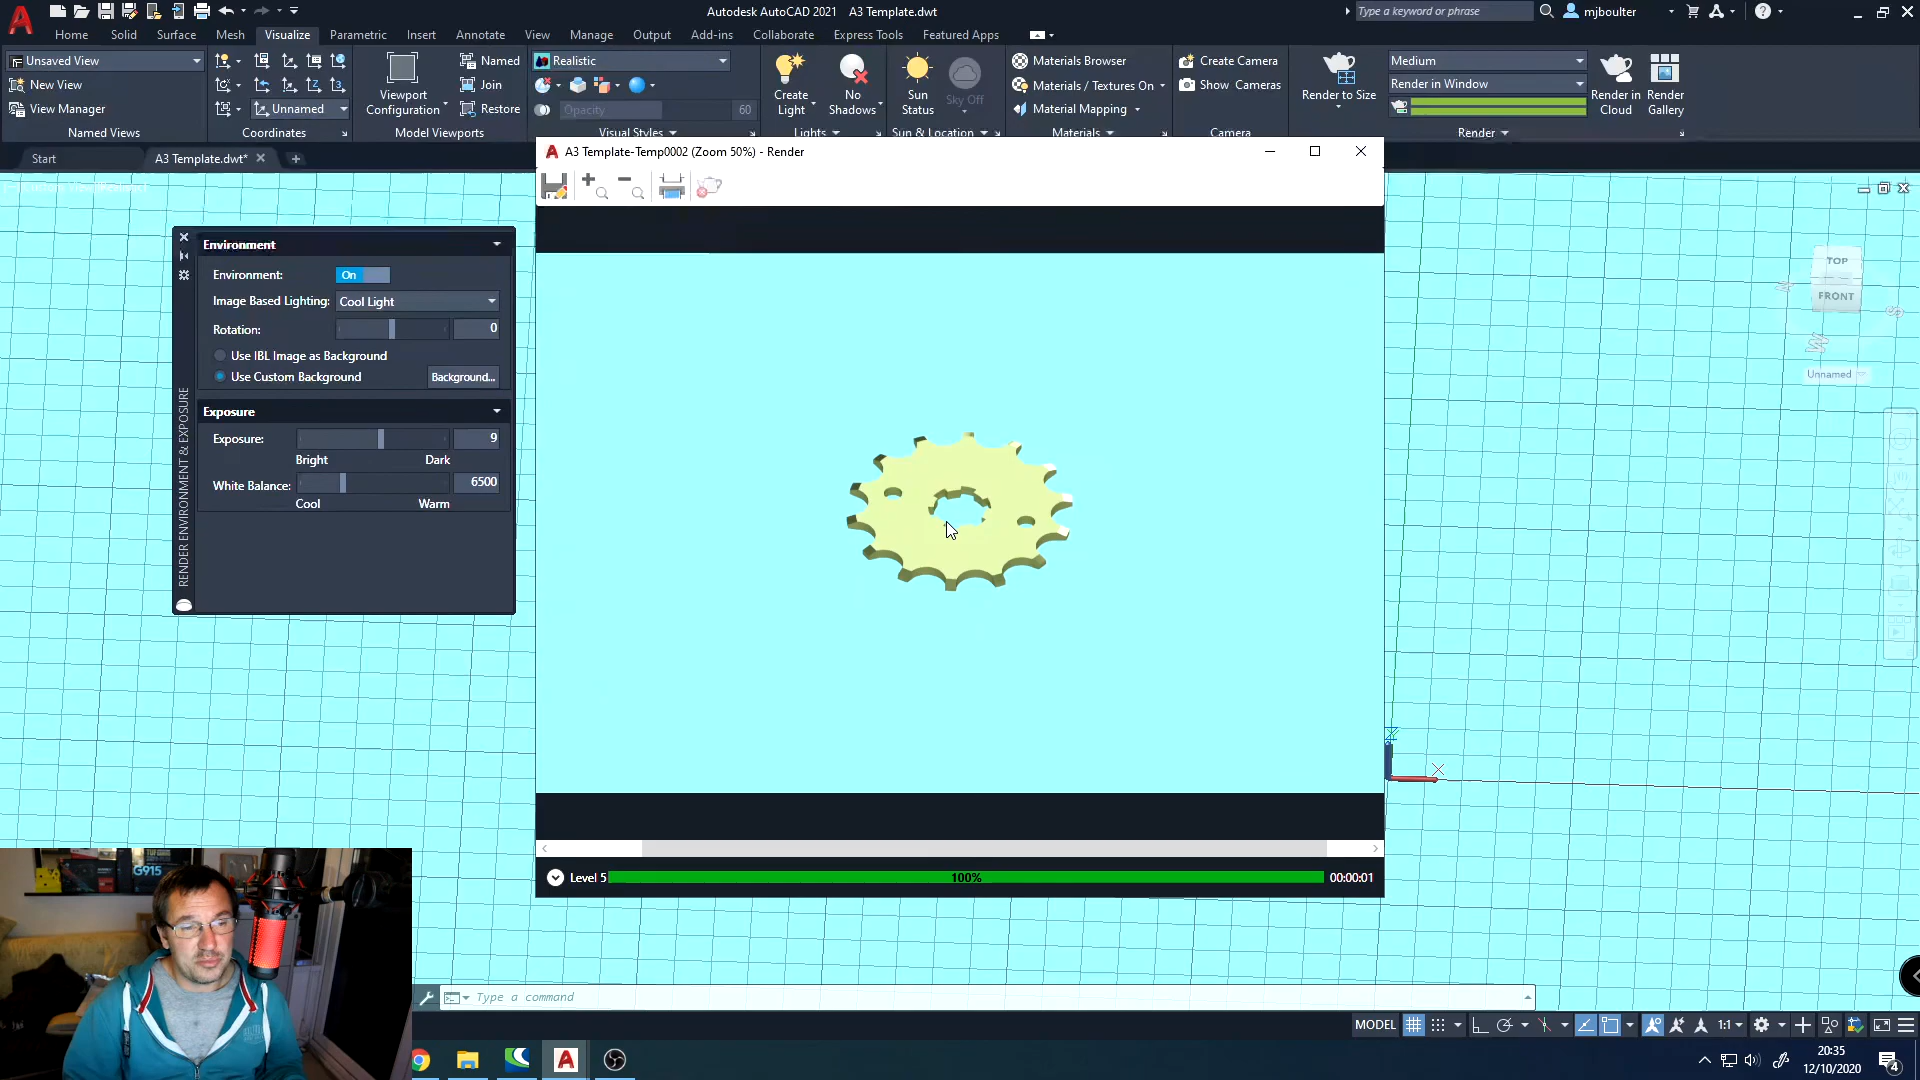 Autodesk AutoCAD 2021 A3 Template.dwt
Type a keyword or phrase
mjboulter
Home Solid Surface Mesh Visualize Parametric Insert Annotate View Manage Output Add-ins Collaborate Express Tools Featured Apps
Unsaved View
New View
View Manager
Named Views
Unnamed
Coordinates
Viewport
Configuration
Named
Join
Restore
Model Viewports
Realistic
Opacity 60
Visual Styles
Create
Light
No
Shadows
Lights
Sun
Status
Sky Off
Sun & Location
Materials Browser
Materials / Textures On
Material Mapping
Materials
Create Camera
Show Cameras
Camera
Render to Size
Medium
Render in Window
Render in
Cloud
Render
Gallery
Render
Start
A3 Template.dwt*
A3 Template-Temp0002 (Zoom 50%) - Render
RENDER ENVIRONMENT & EXPOSURE
Environment
Environment: On
Image Based Lighting: Cool Light
Rotation: 0
Use IBL Image as Background
Use Custom Background Background...
Exposure
Exposure: 9
Bright Dark
White Balance: 6500
Cool Warm
TOP
FRONT
W
S
Unnamed
X
Level 5 100% 00:00:01
G915
Type a command
MODEL
1:1
20:35
12/10/2020
4